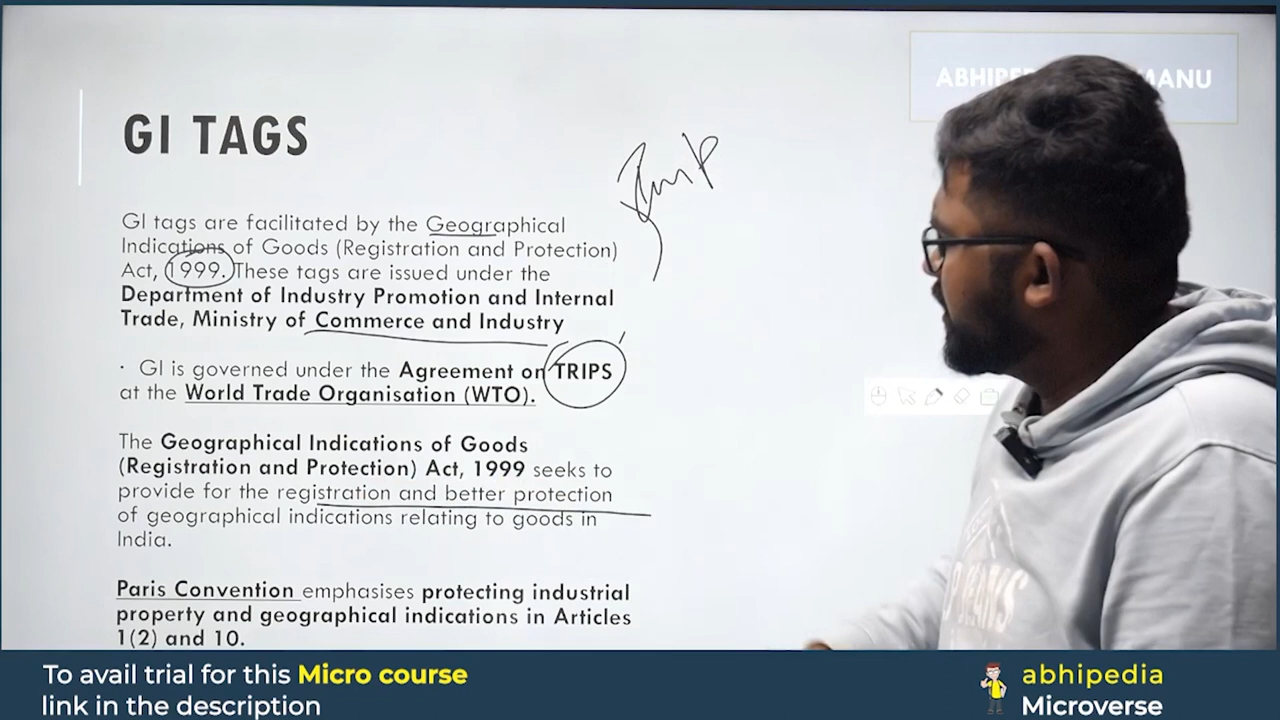 ABHIPE
MANU
GI TAGS
GI tags are facilitated by the Geographical
Indications of Goods (Registration and Protection)
Act, 1999. These tags are issued under the
Department of Industry Promotion and Internal
Trade, Ministry of Commerce and Industry
· GI is governed under the Agreement on TRIPS
at the World Trade Organisation (WTO).
The Geographical Indications of Goods
(Registration and Protection) Act, 1999 seeks to
provide for the registration and better protection
of geographical indications relating to goods in
India.
Paris Convention emphasises protecting industrial
property and geographical indications in Articles
1(2) and 10.
To avail trial for this Micro course
link in the description
abhipedia
Microverse